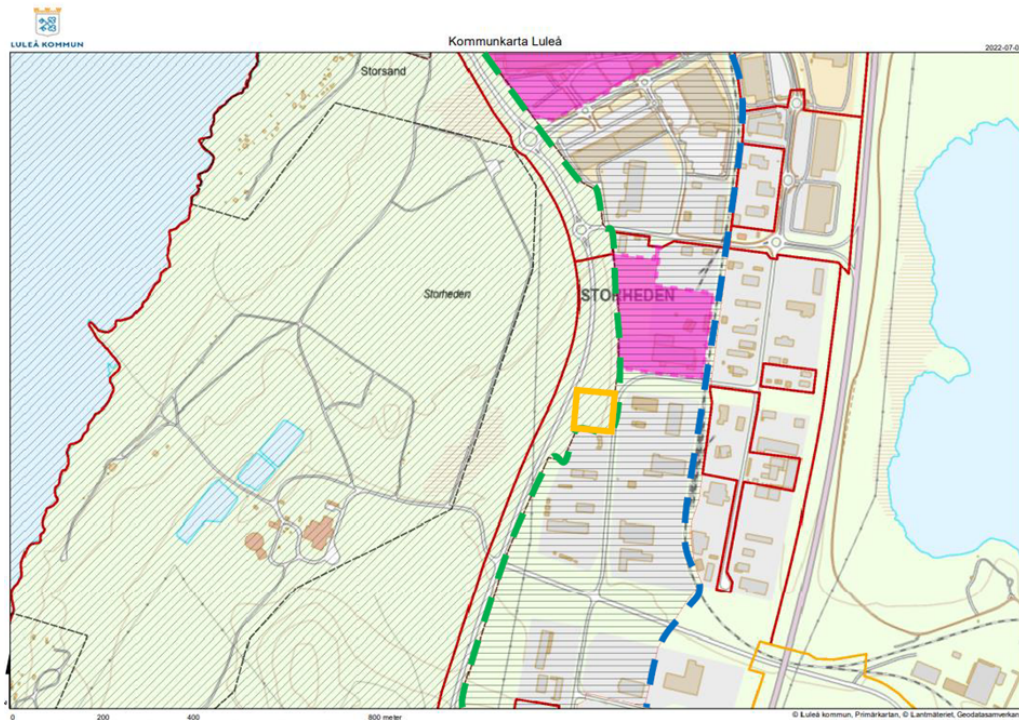 LULEÅ KOMMUN
Kommunkarta Luleå
2022-07-0
Storsand
Storheden
STORHEDEN
0 200 400 800 meter
© Luleå kommun, Primärkartan, © Lantmäteriet, Geodatasamverkan